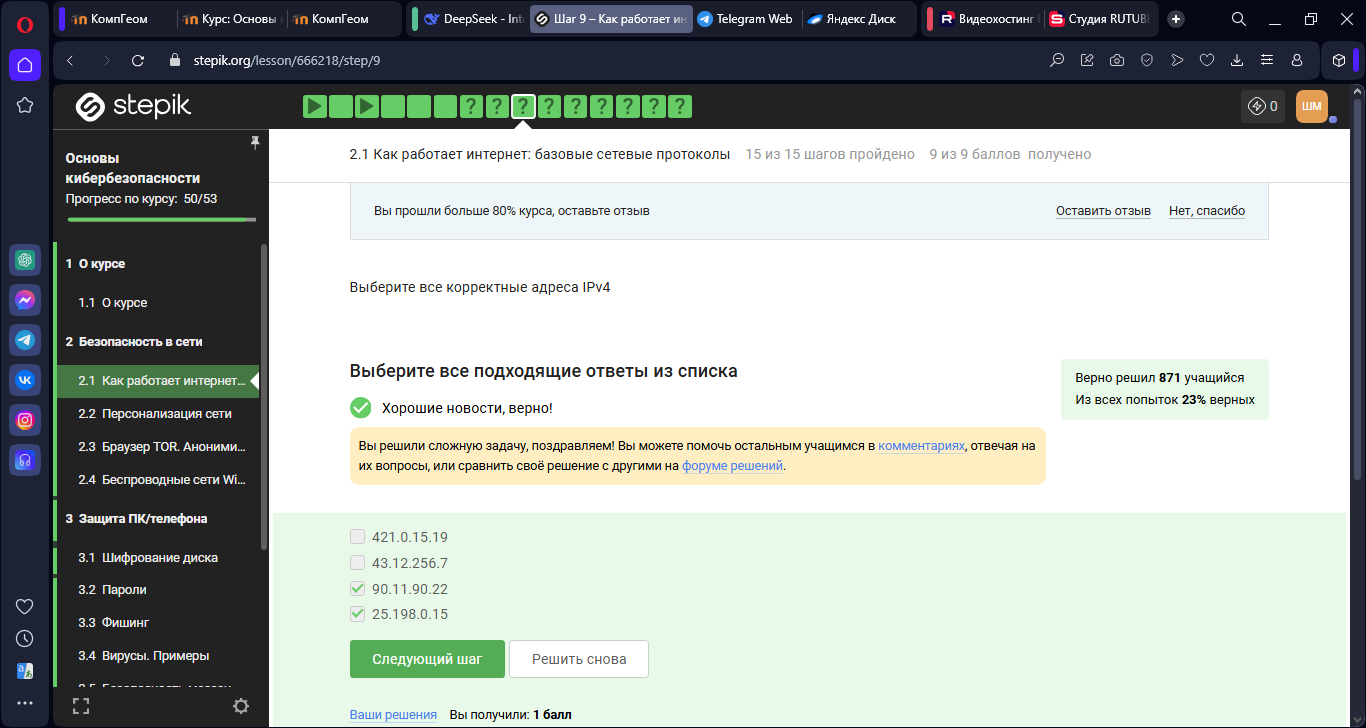 КомпГеом
Курс: Основы
КомпГеом
DeepSeek - Int
Шаг 9 – Как работает ин
Telegram Web
Яндекс Диск
Видеохостинг
Студия RUTUBE
stepik.org/lesson/666218/step/9
stepik
0
ШМ
Основы
кибербезопасности
Прогресс по курсу: 50/53
1 О курсе
1.1 О курсе
2 Безопасность в сети
2.1 Как работает интернет...
2.2 Персонализация сети
2.3 Браузер TOR. Аноними...
2.4 Беспроводные сети Wi...
3 Защита ПК/телефона
3.1 Шифрование диска
3.2 Пароли
3.3 Фишинг
3.4 Вирусы. Примеры
2.1 Как работает интернет: базовые сетевые протоколы 15 из 15 шагов пройдено 9 из 9 баллов получено
Вы прошли больше 80% курса, оставьте отзыв
Оставить отзыв Нет, спасибо
Выберите все корректные адреса IPv4
Выберите все подходящие ответы из списка
Верно решил 871 учащийся
Из всех попыток 23% верных
Хорошие новости, верно!
Вы решили сложную задачу, поздравляем! Вы можете помочь остальным учащимся в комментариях, отвечая на
их вопросы, или сравнить своё решение с другими на форуме решений.
421.0.15.19
43.12.256.7
90.11.90.22
25.198.0.15
Следующий шаг Решить снова
Ваши решения Вы получили: 1 балл